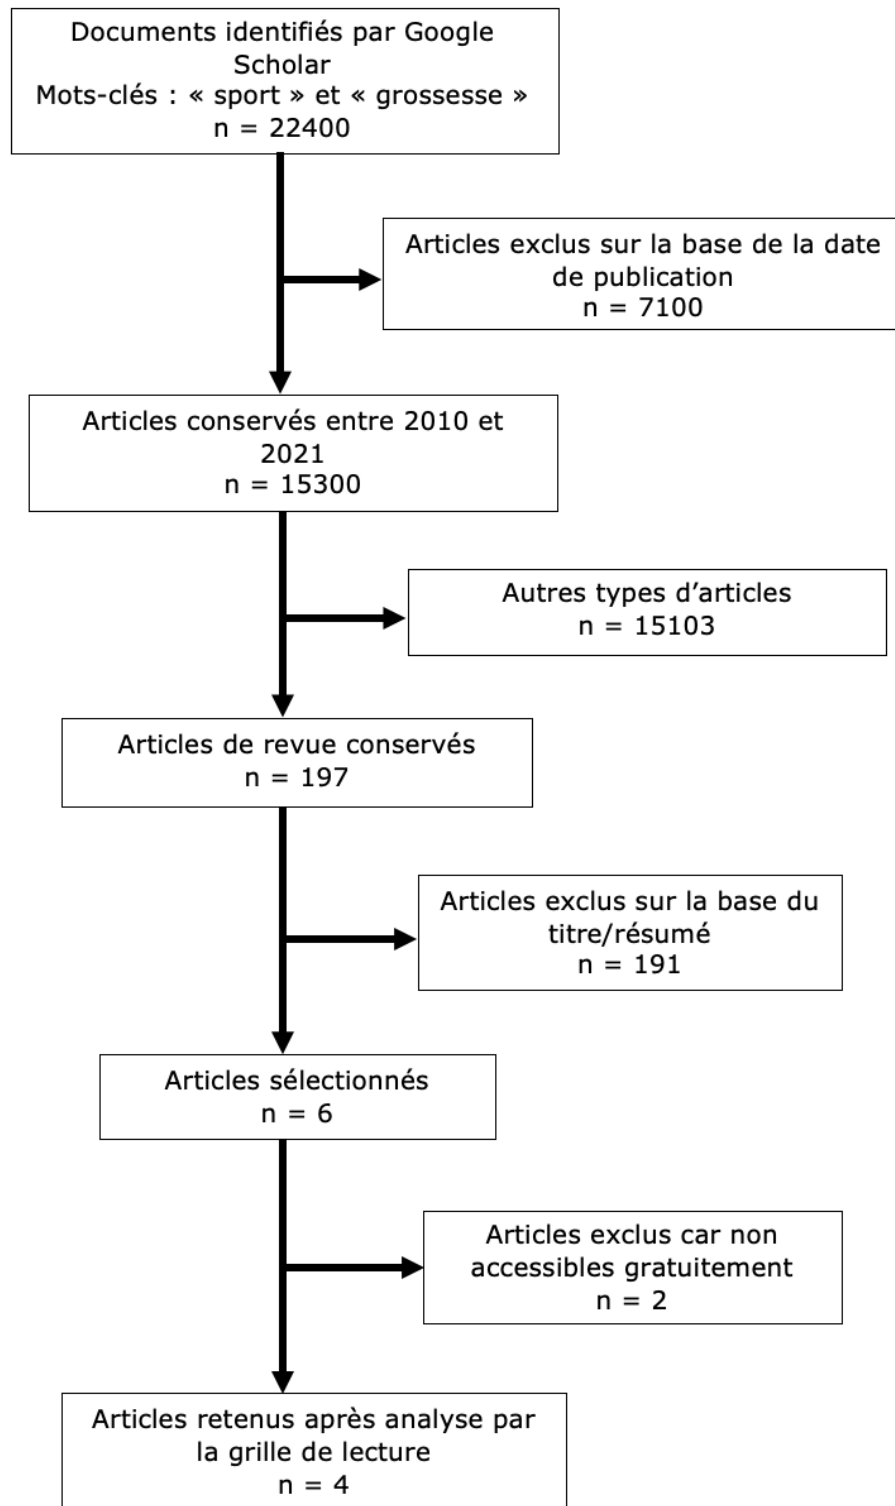 Documents identifiés par Google
Scholar
Mots-clés : « sport » et « grossesse »
n = 22400
Articles exclus sur la base de la date
de publication
n = 7100
Articles conservés entre 2010 et
2021
n = 15300
Autres types d’articles
n = 15103
Articles de revue conservés
n = 197
Articles exclus sur la base du
titre/résumé
n = 191
Articles sélectionnés
n = 6
Articles exclus car non
accessibles gratuitement
n = 2
Articles retenus après analyse par
la grille de lecture
n = 4